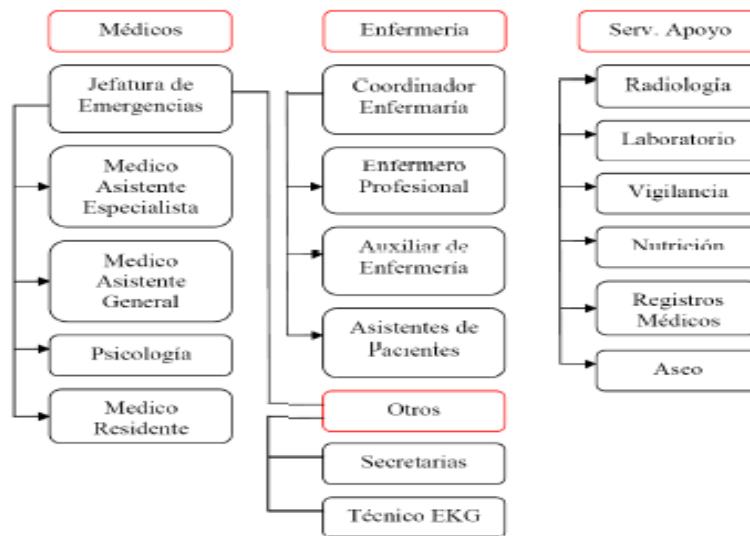 Médicos
Jefatura de
Emergencias
Medico
Asistente
Especialista
Medico
Asistente
General
Psicología
Medico
Residente
Enfermería
Coordinador
Enfermaría
Enfermero
Profesional
Auxiliar de
Enfermería
Asistentes de
Pacientes
Otros
Secretarias
Técnico EKG
Serv. Apoyo
Radiología
Laboratorio
Vigilancia
Nutrición
Registros
Médicos
Aseo